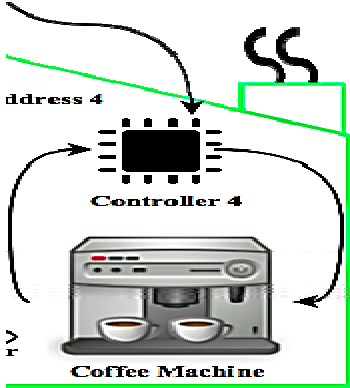 ddress 4
Controller 4
>
r
Coffee Machine